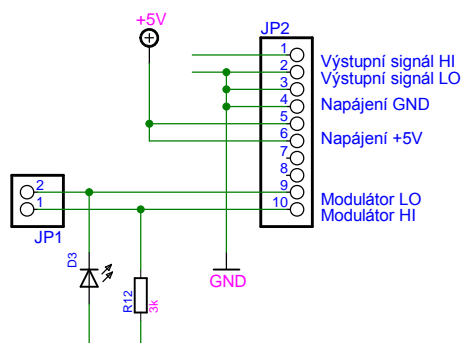 +5V
JP2
1
Výstupní signál HI
2
Výstupní signál LO
3
4
Napájení GND
5
6
Napájení +5V
7
8
2
9
Modulátor LO
1
10
Modulátor HI
JP1
D3
GND
R12
3k